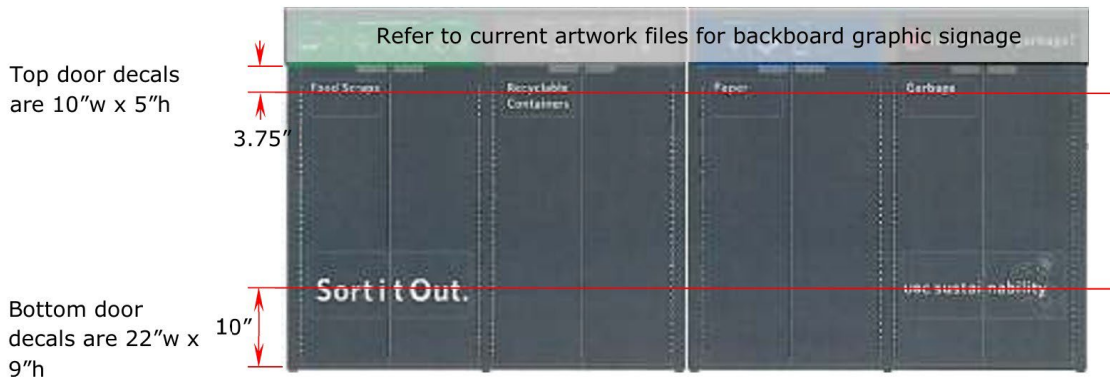 Refer to current artwork files for backboard graphic signage
garbage!
Top door decals
are 10”w x 5”h
3.75”
Food Scraps
Recyclable
Containers
Paper
Garbage
Sort it Out.
sustainability
Bottom door
decals are 22”w x
9”h
10”